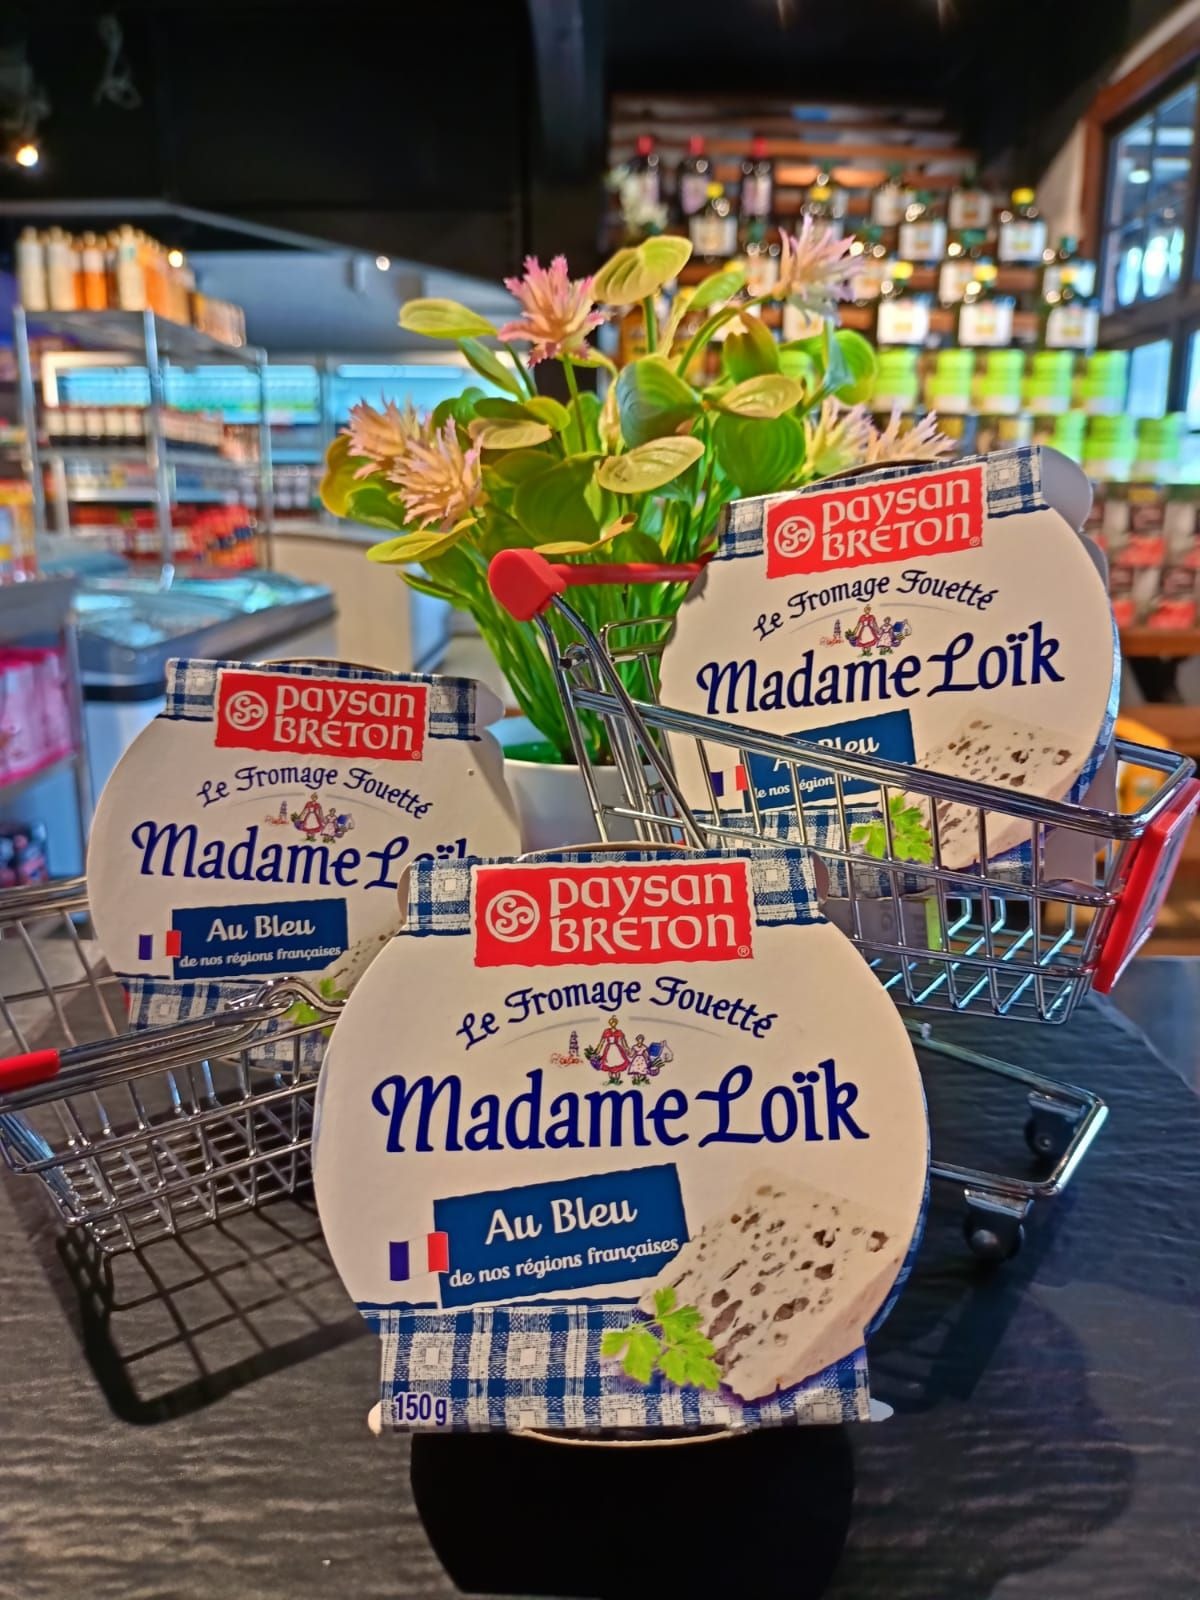 paysan
BRETON
Le Fromage Fouetté
Madame Loïk
Au Bleu
de nos régions
paysan
BRETON
Le Fromage Fouetté
Madame Loïk
Au Bleu
de nos régions françaises
paysan
BRETON
Le Fromage Fouetté
Madame Loïk
Au Bleu
de nos régions françaises
150g